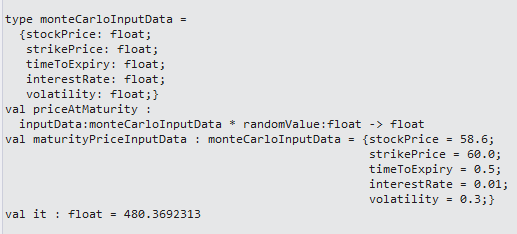 type monteCarloInputData =
{stockPrice: float;
strikePrice: float;
timeToExpiry: float;
interestRate: float;
volatility: float;}
val priceAtMaturity :
inputData:monteCarloInputData * randomValue:float -> float
val maturityPriceInputData : monteCarloInputData = {stockPrice = 58.6;
strikePrice = 60.0;
timeToExpiry = 0.5;
interestRate = 0.01;
volatility = 0.3;}
val it : float = 480.3692313